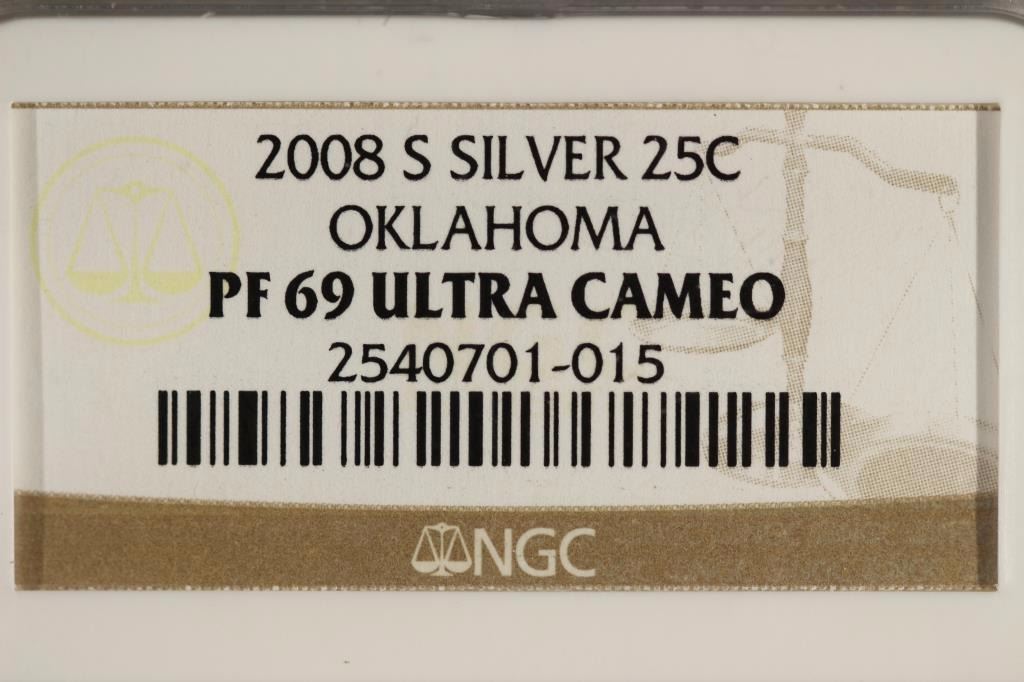 2008 S SILVER 25C
OKLAHOMA
PF 69 ULTRA CAMEO
2540701-015
NGC